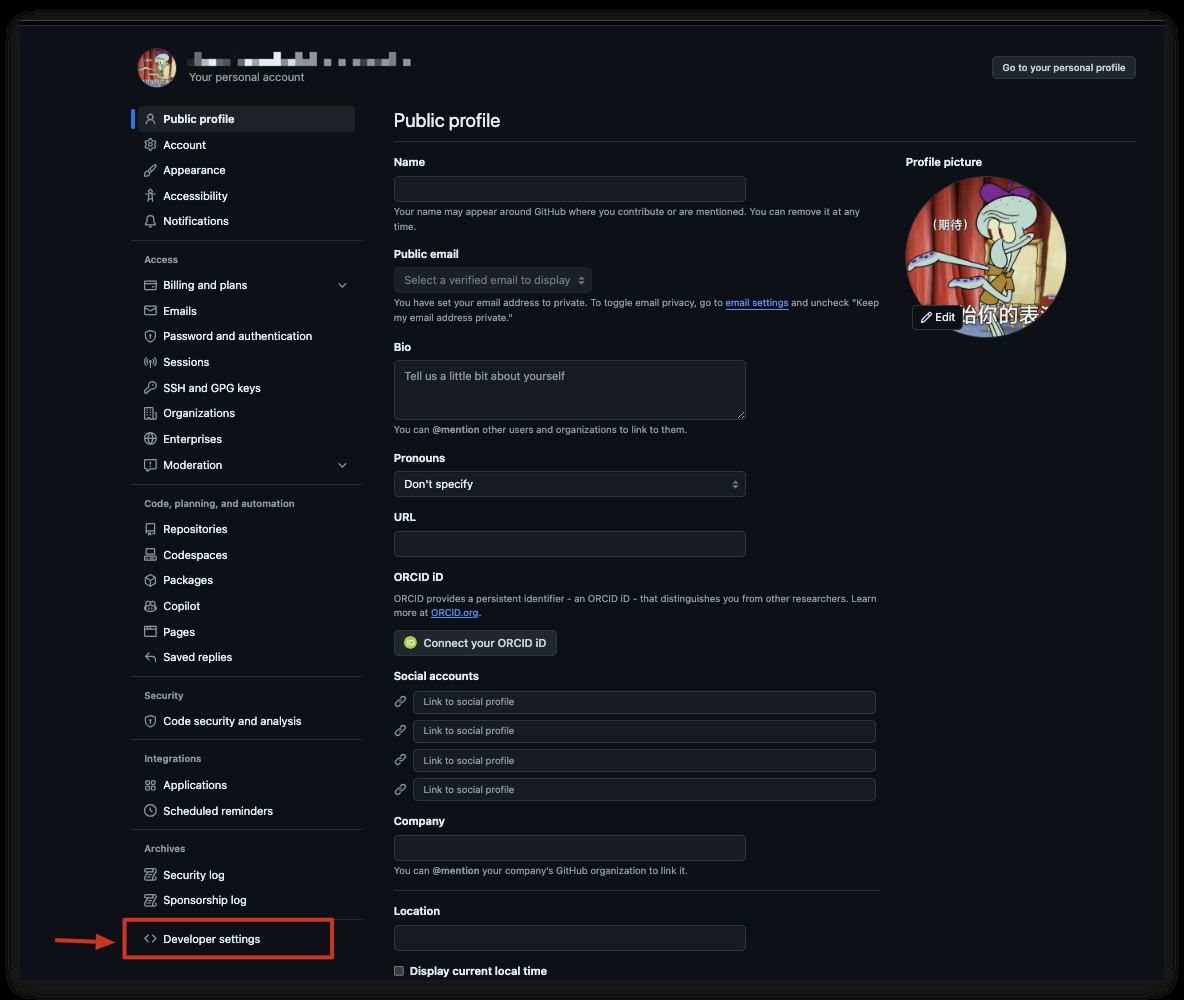 Your personal account
Go to your personal profile
Public profile
Account
Appearance
Accessibility
Notifications
Access
Billing and plans
Emails
Password and authentication
Sessions
SSH and GPG keys
Organizations
Enterprises
Moderation
Code, planning, and automation
Repositories
Codespaces
Packages
Copilot
Pages
Saved replies
Security
Code security and analysis
Integrations
Applications
Scheduled reminders
Archives
Security log
Sponsorship log
Developer settings
Public profile
Name
Your name may appear around GitHub where you contribute or are mentioned. You can remove it at any
time.
Public email
Select a verified email to display
You have set your email address to private. To toggle email privacy, go to email settings and uncheck "Keep
my email address private."
Bio
Tell us a little bit about yourself
You can @mention other users and organizations to link to them.
Pronouns
Don't specify
URL
ORCID iD
ORCID provides a persistent identifier - an ORCID iD - that distinguishes you from other researchers. Learn
more at ORCID.org.
iD Connect your ORCID iD
Social accounts
Link to social profile
Link to social profile
Link to social profile
Link to social profile
Company
You can @mention your company's GitHub organization to link it.
Location
Display current local time
Profile picture
(期待)
始你的表
Edit